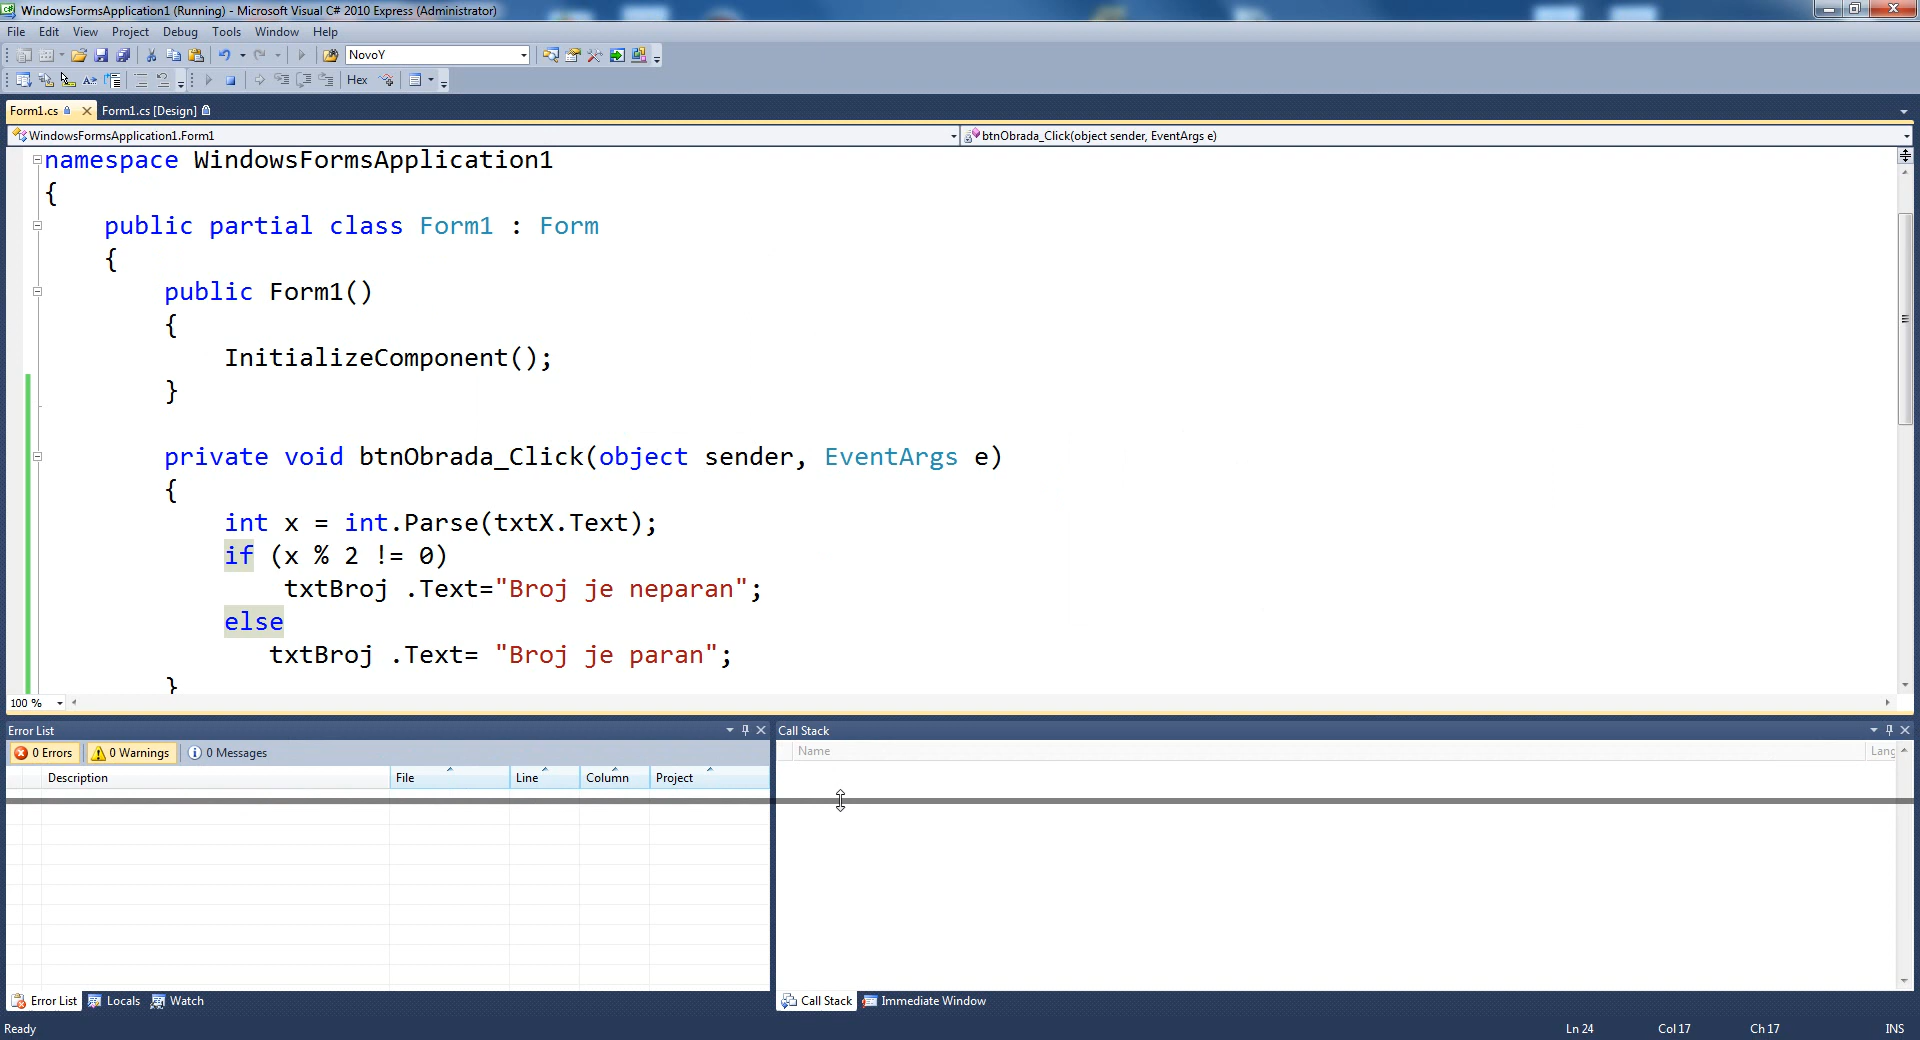 WindowsFormsApplication1 (Running) - Microsoft Visual C# 2010 Express (Administrator)
File Edit View Project Debug Tools Window Help
NovoY
Hex
Form1.cs Form1.cs [Design]
WindowsFormsApplication1.Form1 btnObrada_Click(object sender, EventArgs e)
namespace WindowsFormsApplication1
{
public partial class Form1 : Form
{
public Form1()
{
InitializeComponent();
}
private void btnObrada_Click(object sender, EventArgs e)
{
int x = int.Parse(txtX.Text);
if (x % 2 != 0)
txtBroj .Text="Broj je neparan";
else
txtBroj .Text= "Broj je paran";
}
100 %
Error List Call Stack
0 Errors 0 Warnings 0 Messages Name Lang
Description File Line Column Project
Error List Locals Watch Call Stack Immediate Window
Ready Ln 24 Col 17 Ch 17 INS